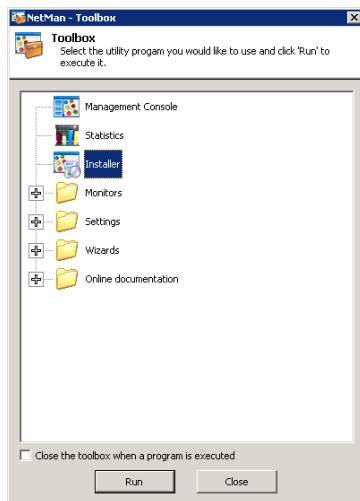 NetMan - Toolbox
Toolbox
Select the utility progam you would like to use and click 'Run' to
execute it.
Management Console
Statistics
Installer
Monitors
Settings
Wizards
Online documentation
Close the toolbox when a program is executed
Run
Close